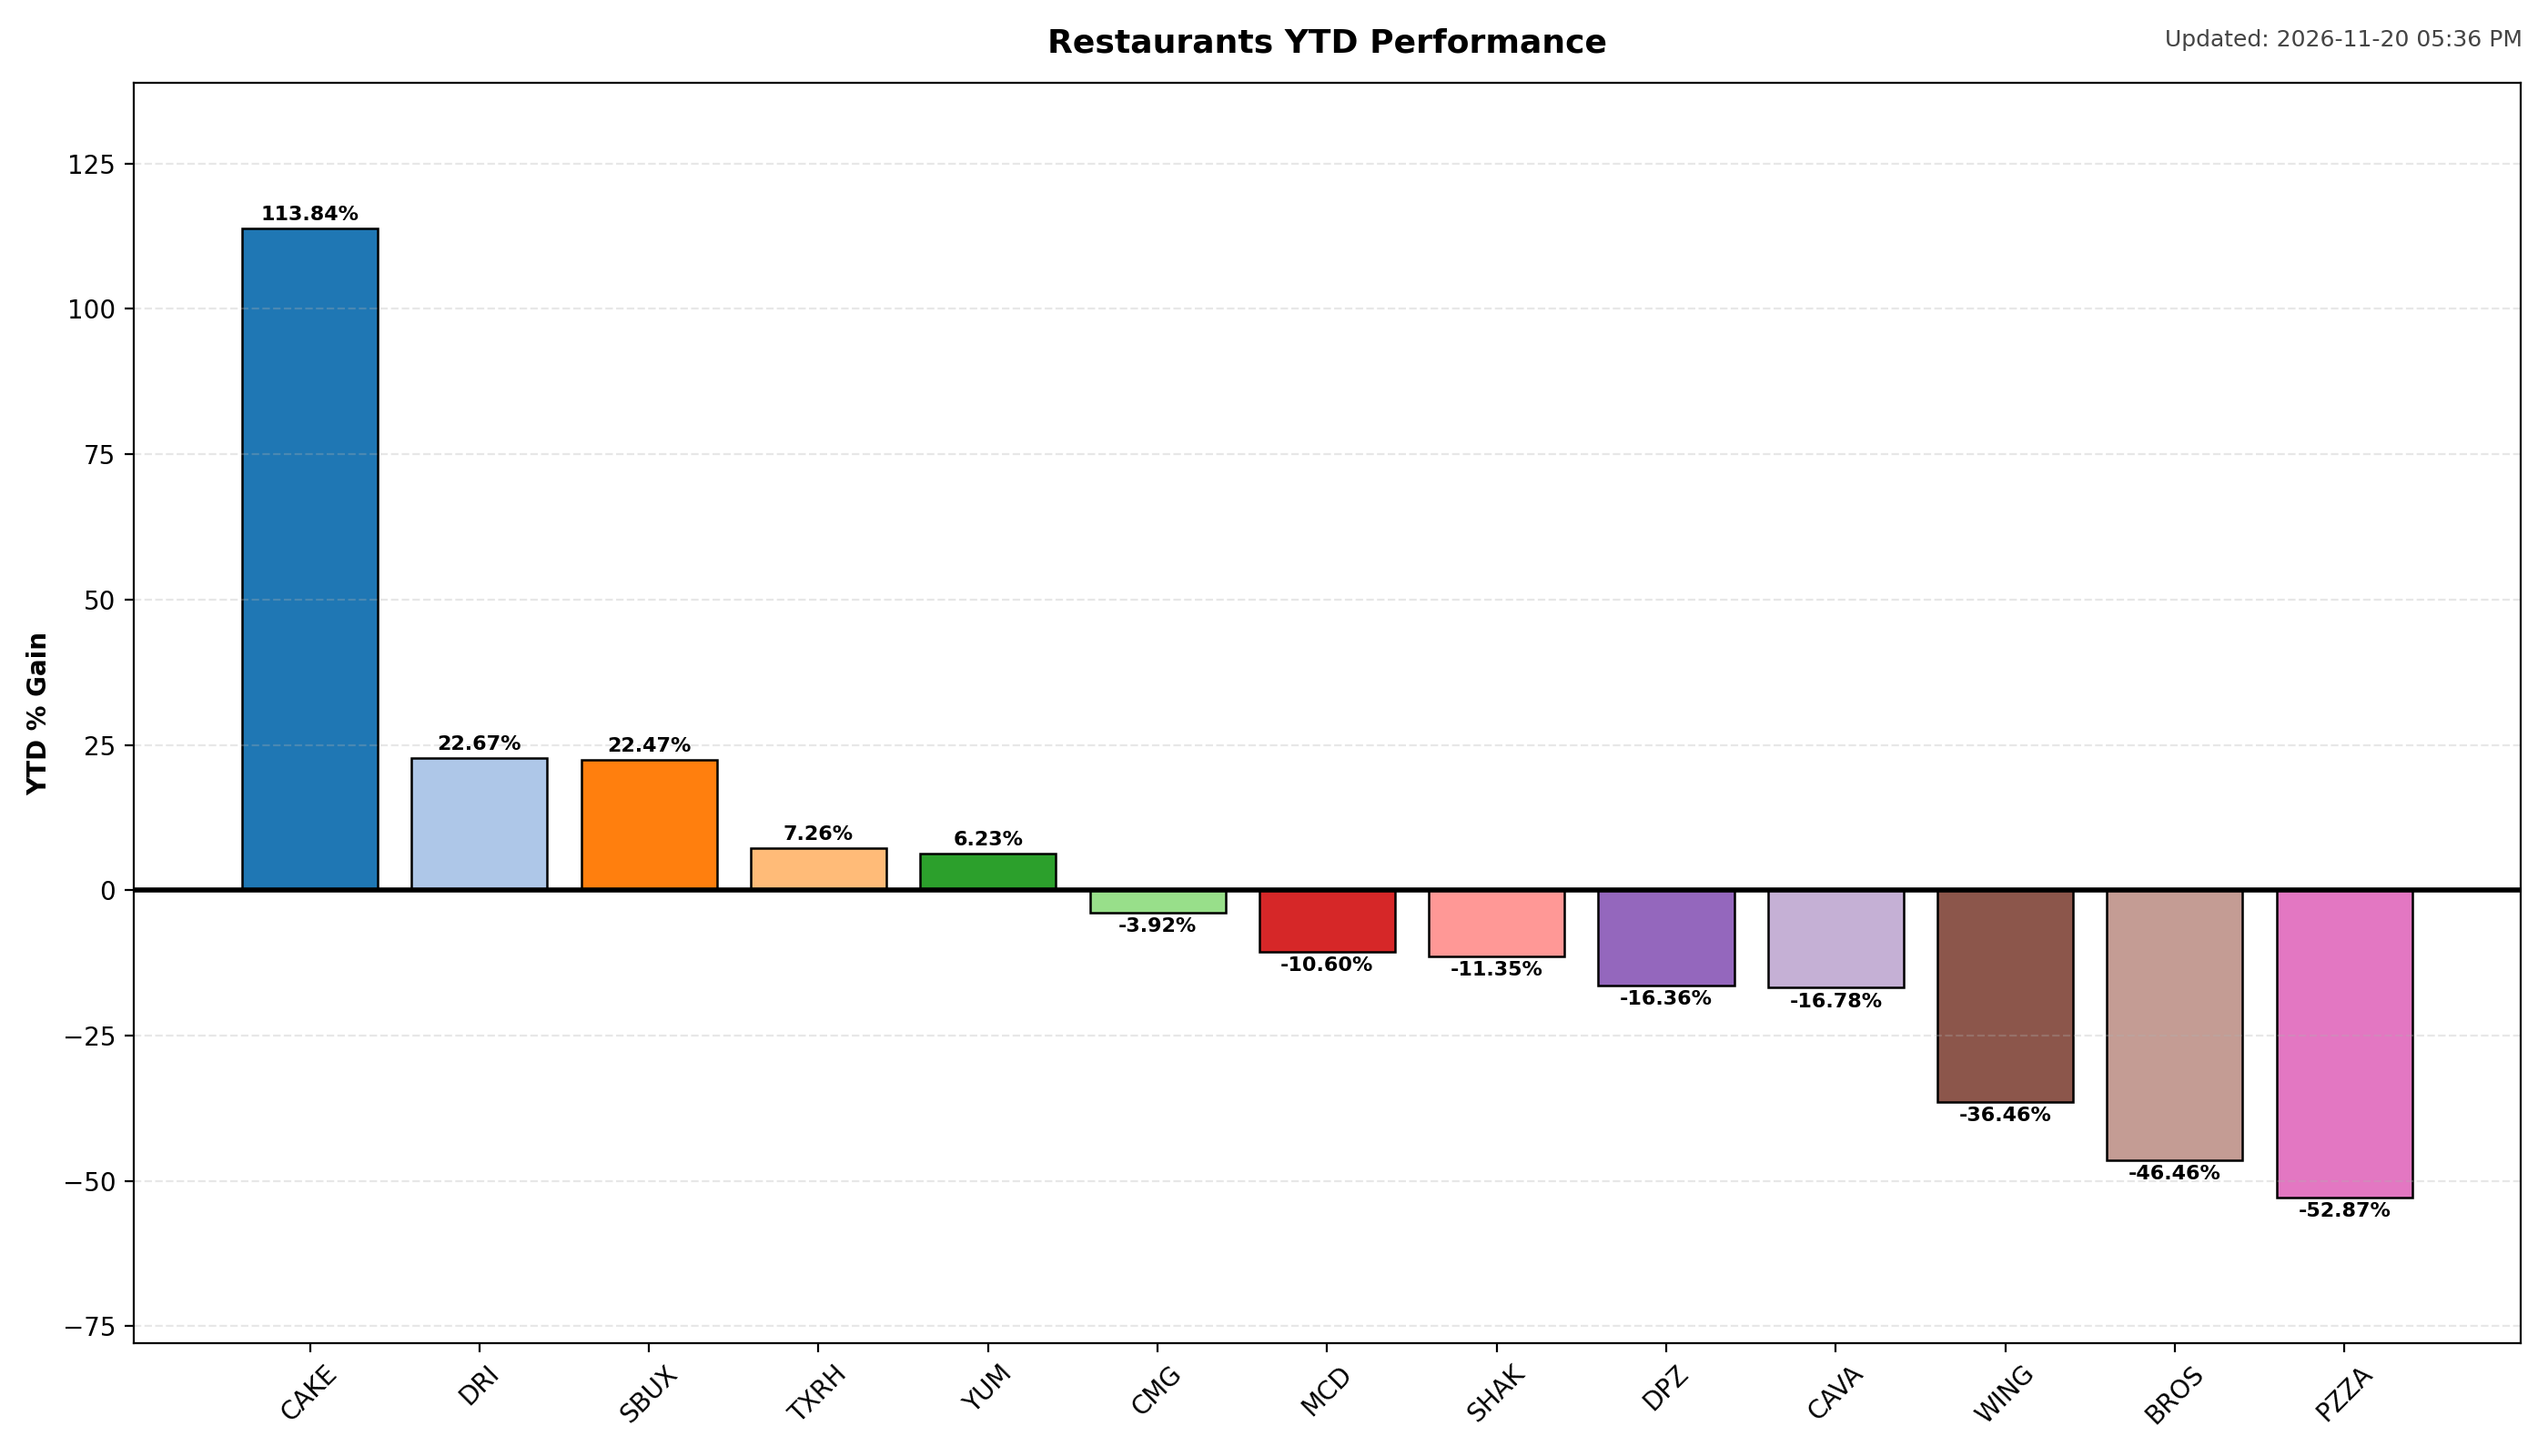 Restaurants YTD Performance
Updated: 2026-11-20 05:36 PM
YTD % Gain
125
100
75
50
25
0
−25
−50
−75
113.84%
22.67%
22.47%
7.26%
6.23%
-3.92%
-10.60%
-11.35%
-16.36%
-16.78%
-36.46%
-46.46%
-52.87%
CAKE
DRI
SBUX
TXRH
YUM
CMG
MCD
SHAK
DPZ
CAVA
WING
BROS
PZZA